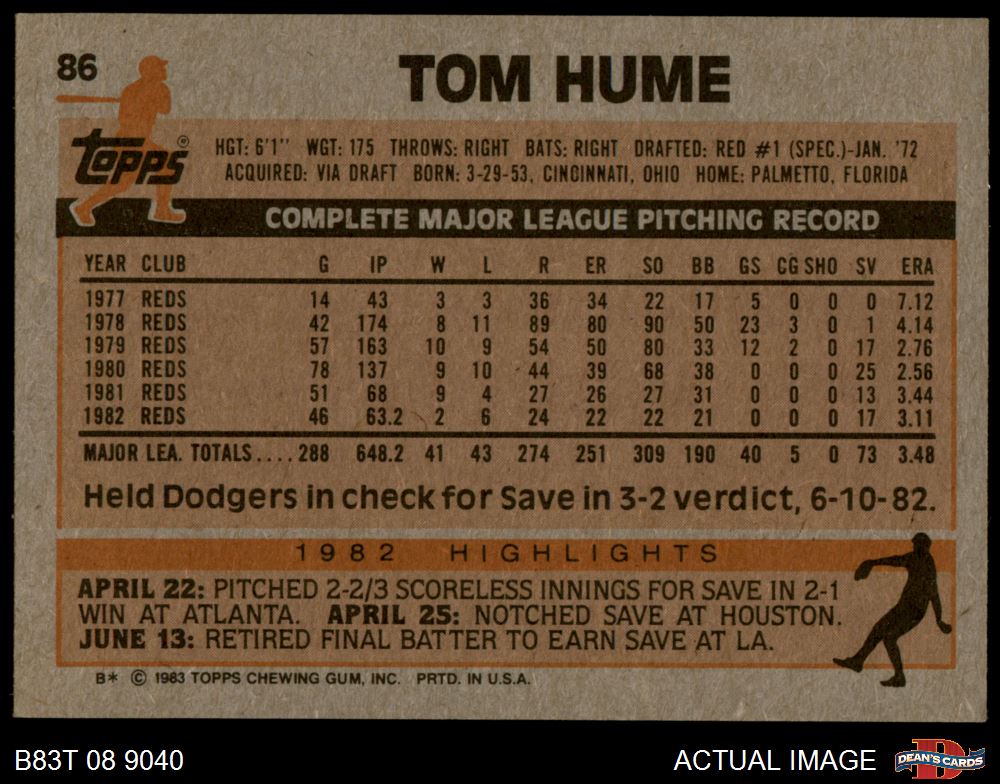 86
TOM HUME
Topps®
HGT: 6'1" WGT: 175 THROWS: RIGHT BATS: RIGHT DRAFTED: RED #1 (SPEC.)-JAN. '72
ACQUIRED: VIA DRAFT BORN: 3-29-53, CINCINNATI, OHIO HOME: PALMETTO, FLORIDA
COMPLETE MAJOR LEAGUE PITCHING RECORD
YEAR CLUB G IP W L R ER SO BB GS CG SHO SV ERA
1977 REDS 14 43 3 3 36 34 22 17 5 0 0 0 7.12
1978 REDS 42 174 8 11 89 80 90 50 23 3 0 1 4.14
1979 REDS 57 163 10 9 54 50 80 33 12 2 0 17 2.76
1980 REDS 78 137 9 10 44 39 68 38 0 0 0 25 2.56
1981 REDS 51 68 9 4 27 26 27 31 0 0 0 13 3.44
1982 REDS 46 63.2 2 6 24 22 22 21 0 0 0 17 3.11
MAJOR LEA. TOTALS.... 288 648.2 41 43 274 251 309 190 40 5 0 73 3.48
Held Dodgers in check for Save in 3-2 verdict, 6-10-82.
1982 HIGHLIGHTS
APRIL 22: PITCHED 2-2/3 SCORELESS INNINGS FOR SAVE IN 2-1
WIN AT ATLANTA. APRIL 25: NOTCHED SAVE AT HOUSTON.
JUNE 13: RETIRED FINAL BATTER TO EARN SAVE AT LA.
B* © 1983 TOPPS CHEWING GUM, INC. PRTD. IN U.S.A.
B83T 08 9040
ACTUAL IMAGE
D
DEAN'S CARDS